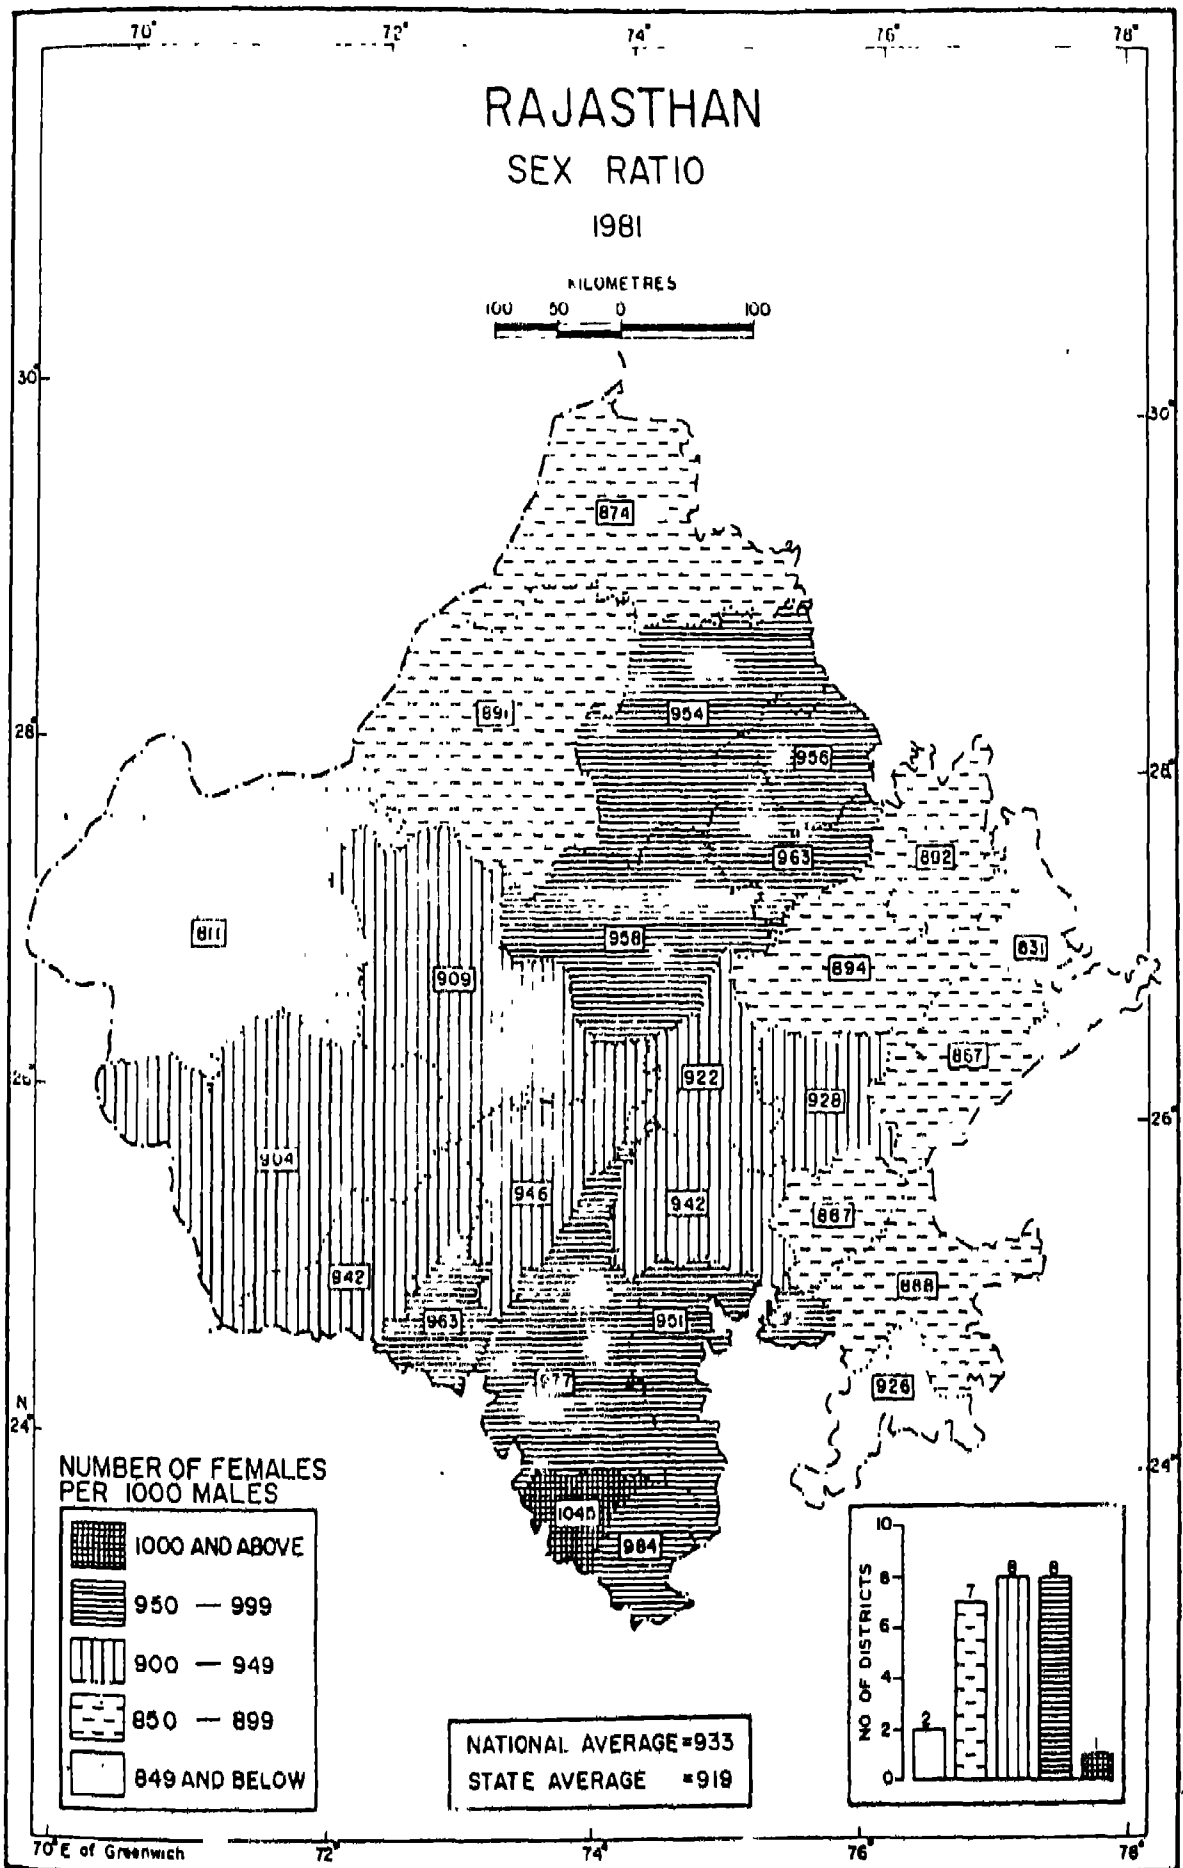 70° 72° 74° 76° 78°
RAJASTHAN
SEX RATIO
1981
KILOMETRES
100 50 0 100
30° 30°
874
891 954
28° 28°
956
963 892
811 958 831
909 894
867
26° 922 26°
928
904
946 942 887
942 888
963 951
977 926
N
24° 24°
1045
984
NUMBER OF FEMALES
PER 1000 MALES
1000 AND ABOVE
950 — 999
900 — 949
850 — 899
849 AND BELOW
NATIONAL AVERAGE = 933
STATE AVERAGE = 919
NO OF DISTRICTS
10
8
6
4
2
0
2 7 8 8 1
70° E of Greenwich 72° 74° 76° 78°